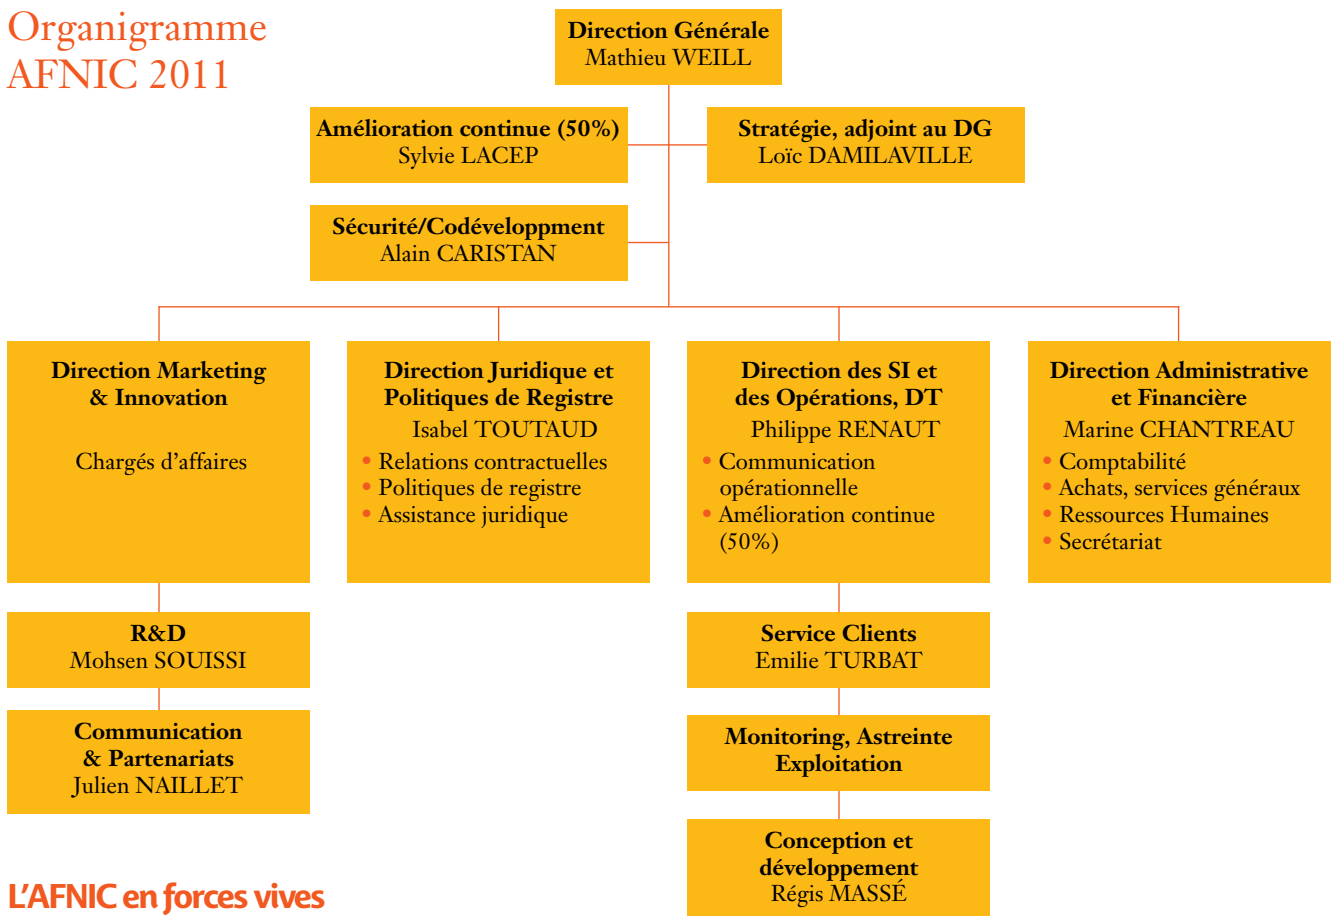 Organigramme
AFNIC 2011
Direction Générale
Mathieu WEILL
Amélioration continue (50%)
Sylvie LACEP
Stratégie, adjoint au DG
Loïc DAMILAVILLE
Sécurité/Codéveloppment
Alain CARISTAN
Direction Marketing
& Innovation
Chargés d'affaires
Direction Juridique et
Politiques de Registre
Isabel TOUTAUD
• Relations contractuelles
• Politiques de registre
• Assistance juridique
Direction des SI et
des Opérations, DT
Philippe RENAUT
• Communication
opérationnelle
• Amélioration continue
(50%)
Direction Administrative
et Financière
Marine CHANTREAU
• Comptabilité
• Achats, services généraux
• Ressources Humaines
• Secrétariat
R&D
Mohsen SOUISSI
Communication
& Partenariats
Julien NAILLET
Service Clients
Emilie TURBAT
Monitoring, Astreinte
Exploitation
Conception et
développement
Régis MASSÉ
L'AFNIC en forces vives